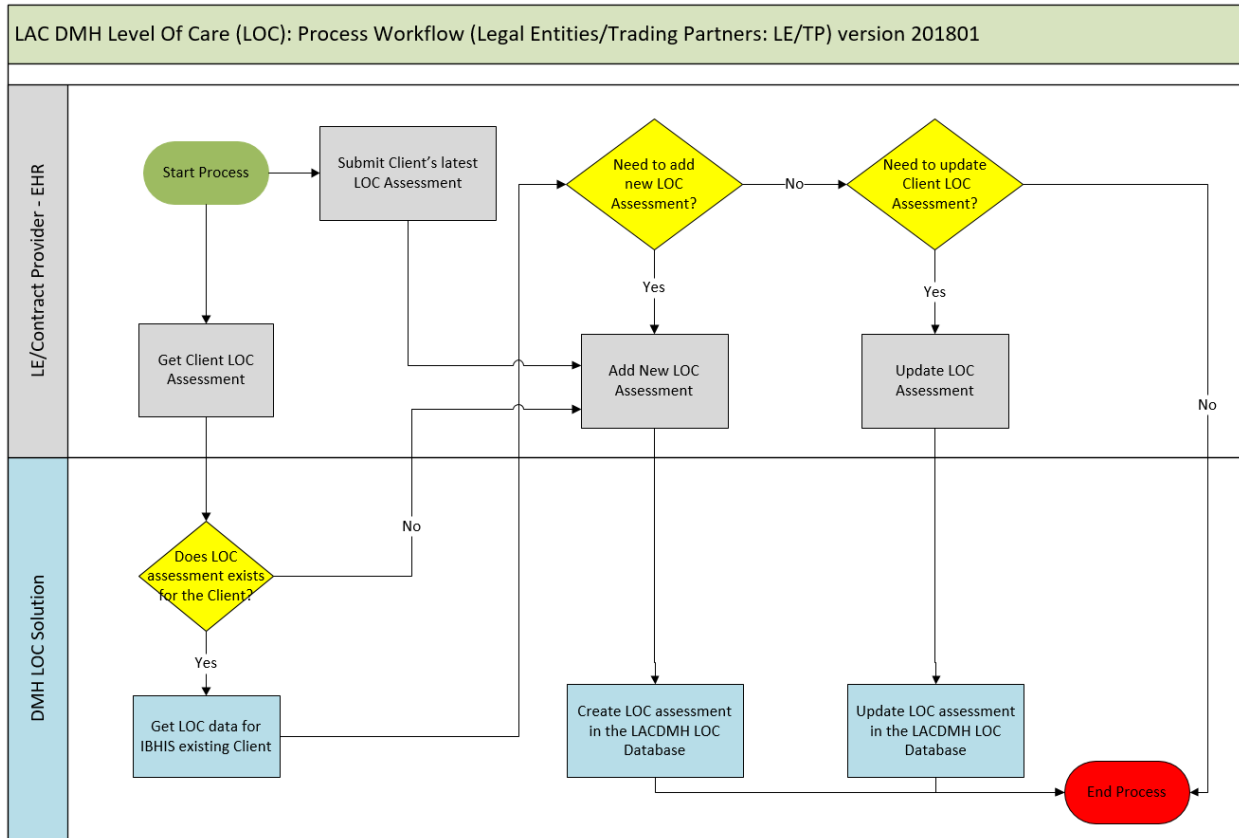 LAC DMH Level Of Care (LOC): Process Workflow (Legal Entities/Trading Partners: LE/TP) version 201801
LE/Contract Provider - EHR
Start Process
Submit Client's latest
LOC Assessment
Need to add
new LOC
Assessment?
No
Need to update
Client LOC
Assessment?
Yes
Yes
Get Client LOC
Assessment
Add New LOC
Assessment
Update LOC
Assessment
No
DMH LOC Solution
Does LOC
assessment exists
for the Client?
No
Yes
Get LOC data for
IBHIS existing Client
Create LOC assessment
in the LACDMH LOC
Database
Update LOC assessment
in the LACDMH LOC
Database
End Process